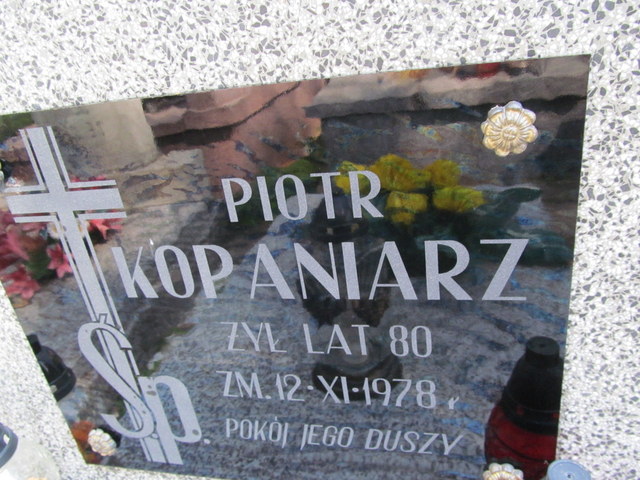 PIOTR
KOPANIARZ
ŻYŁ LAT 80
ZM. 12·XI·1978 r
Śp.
POKÓJ JEGO DUSZY